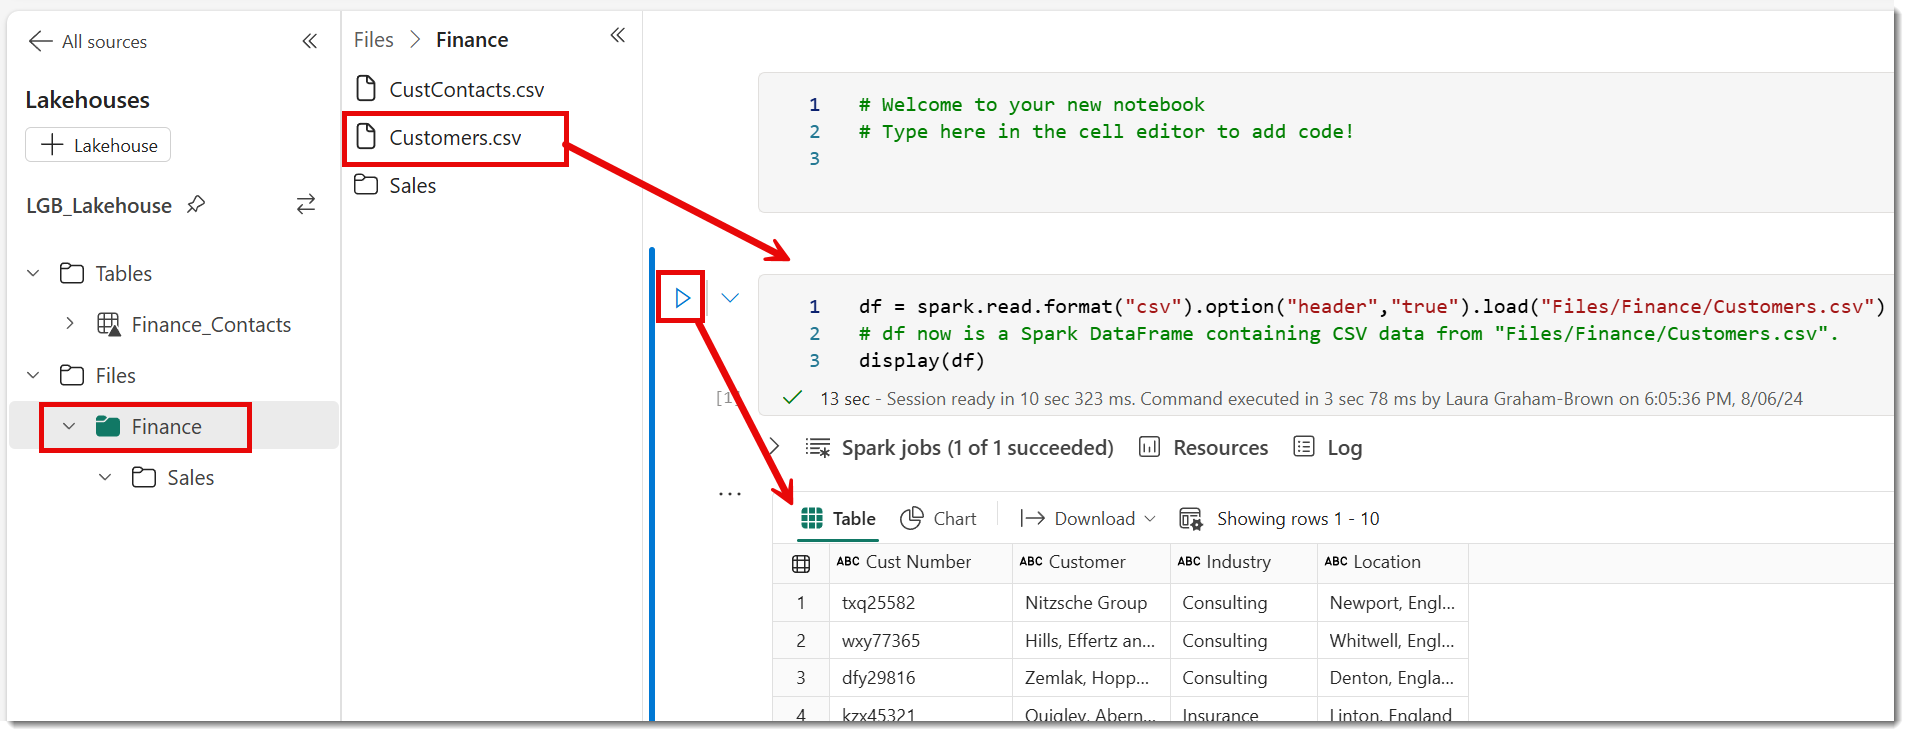 All sources
Lakehouses
Lakehouse
LGB_Lakehouse
Tables
Finance_Contacts
Files
Finance
Sales
Files > Finance
CustContacts.csv
Customers.csv
Sales
1 # Welcome to your new notebook
2 # Type here in the cell editor to add code!
3
1 df = spark.read.format("csv").option("header","true").load("Files/Finance/Customers.csv")
2 # df now is a Spark DataFrame containing CSV data from "Files/Finance/Customers.csv".
3 display(df)
[1] 13 sec - Session ready in 10 sec 323 ms. Command executed in 3 sec 78 ms by Laura Graham-Brown on 6:05:36 PM, 8/06/24
Spark jobs (1 of 1 succeeded) Resources Log
Table Chart Download Showing rows 1 - 10
ABC Cust Number ABC Customer ABC Industry ABC Location
1 txq25582 Nitzsche Group Consulting Newport, Engl...
2 wxy77365 Hills, Effertz an... Consulting Whitwell, Engl...
3 dfy29816 Zemlak, Hopp... Consulting Denton, Engla...
4 kzx45321 Quigley, Abern... Insurance Linton, England